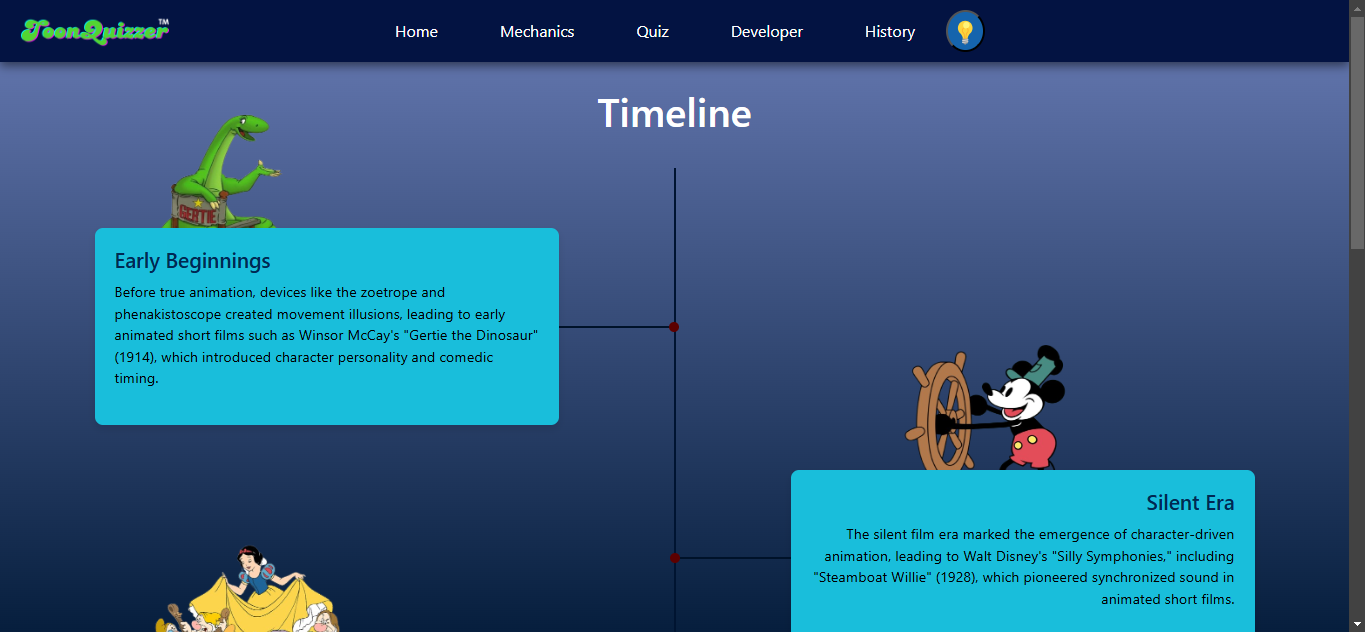 ToonQuizzer™
Home Mechanics Quiz Developer History
Timeline
GERTIE
Early Beginnings
Before true animation, devices like the zoetrope and
phenakistoscope created movement illusions, leading to early
animated short films such as Winsor McCay's "Gertie the Dinosaur"
(1914), which introduced character personality and comedic
timing.
Silent Era
The silent film era marked the emergence of character-driven
animation, leading to Walt Disney's "Silly Symphonies," including
"Steamboat Willie" (1928), which pioneered synchronized sound in
animated short films.